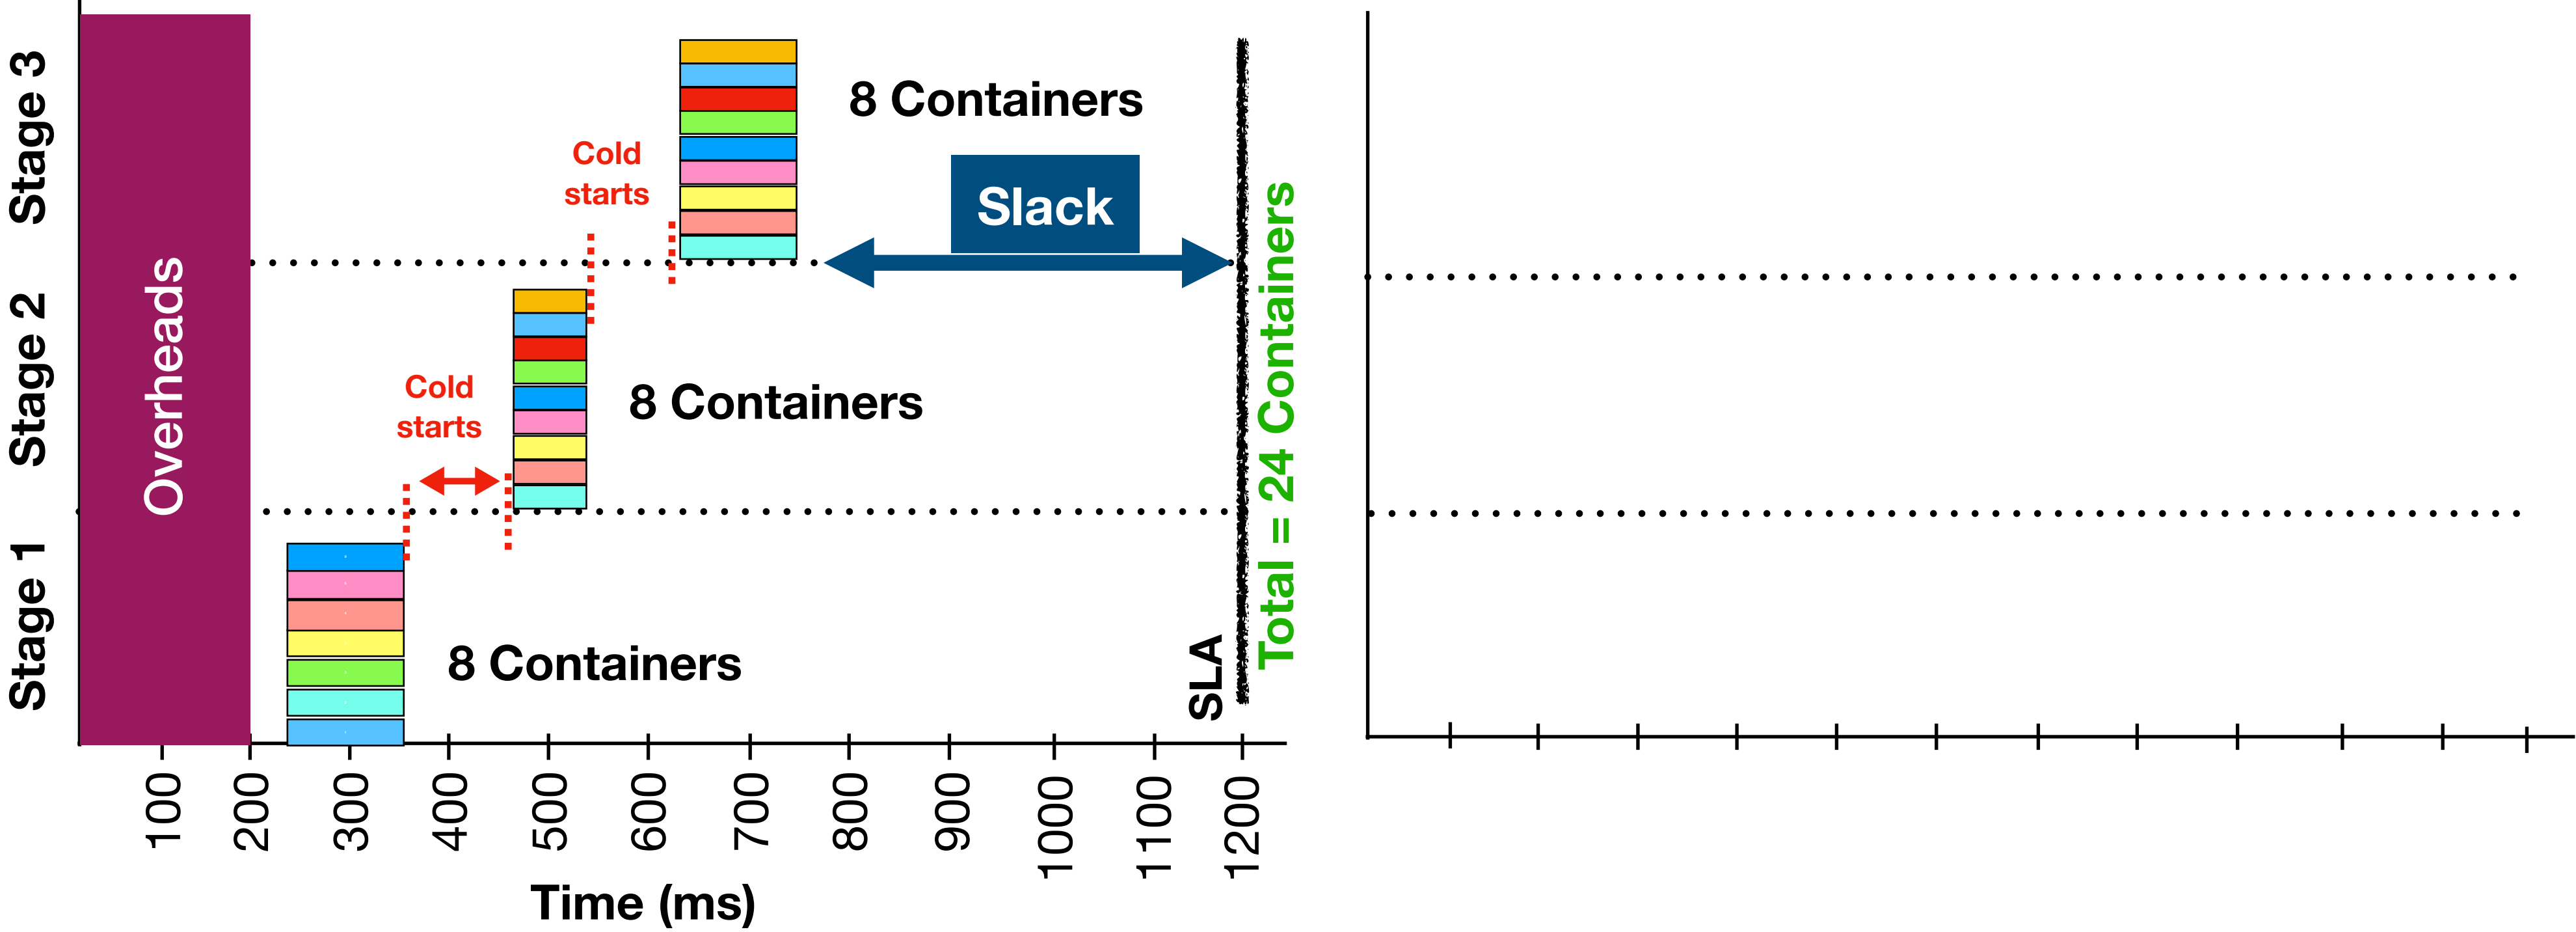 Stage 3
Stage 2
Stage 1
Overheads
Cold
starts
8 Containers
Slack
Cold
starts
8 Containers
8 Containers
SLA
Total = 24 Containers
100
200
300
400
500
600
700
800
900
1000
1100
1200
Time (ms)